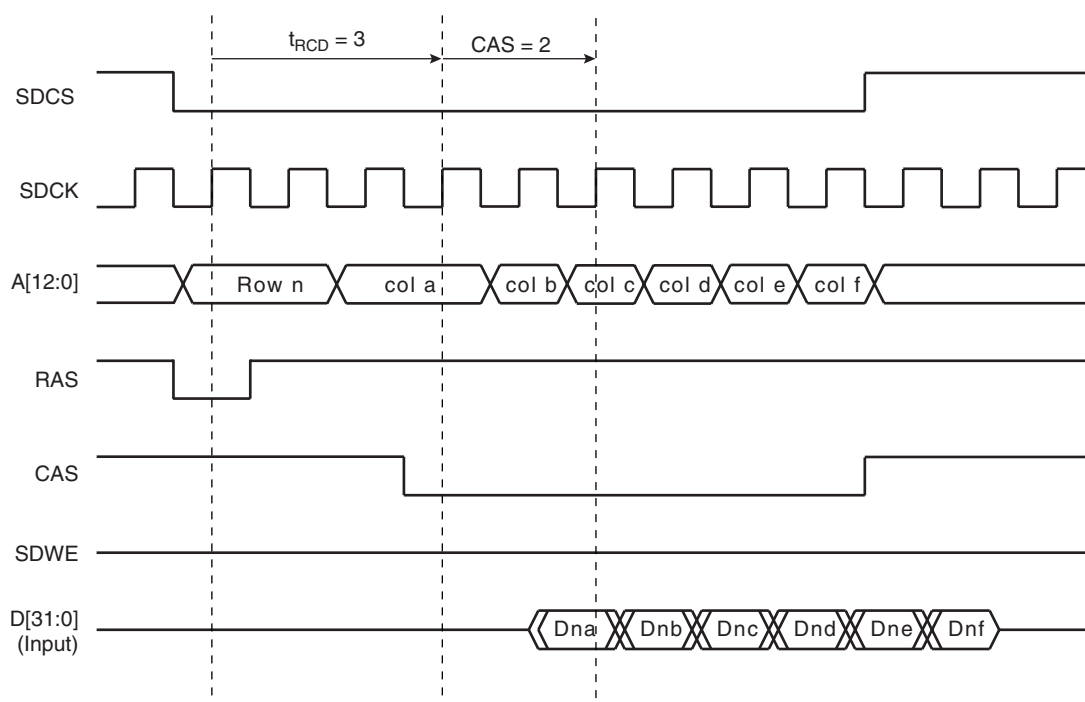 tRCD = 3
CAS = 2
SDCS
SDCK
A[12:0]
Row n
col a
col b
col c
col d
col e
col f
RAS
CAS
SDWE
D[31:0]
(Input)
Dna
Dnb
Dnc
Dnd
Dne
Dnf